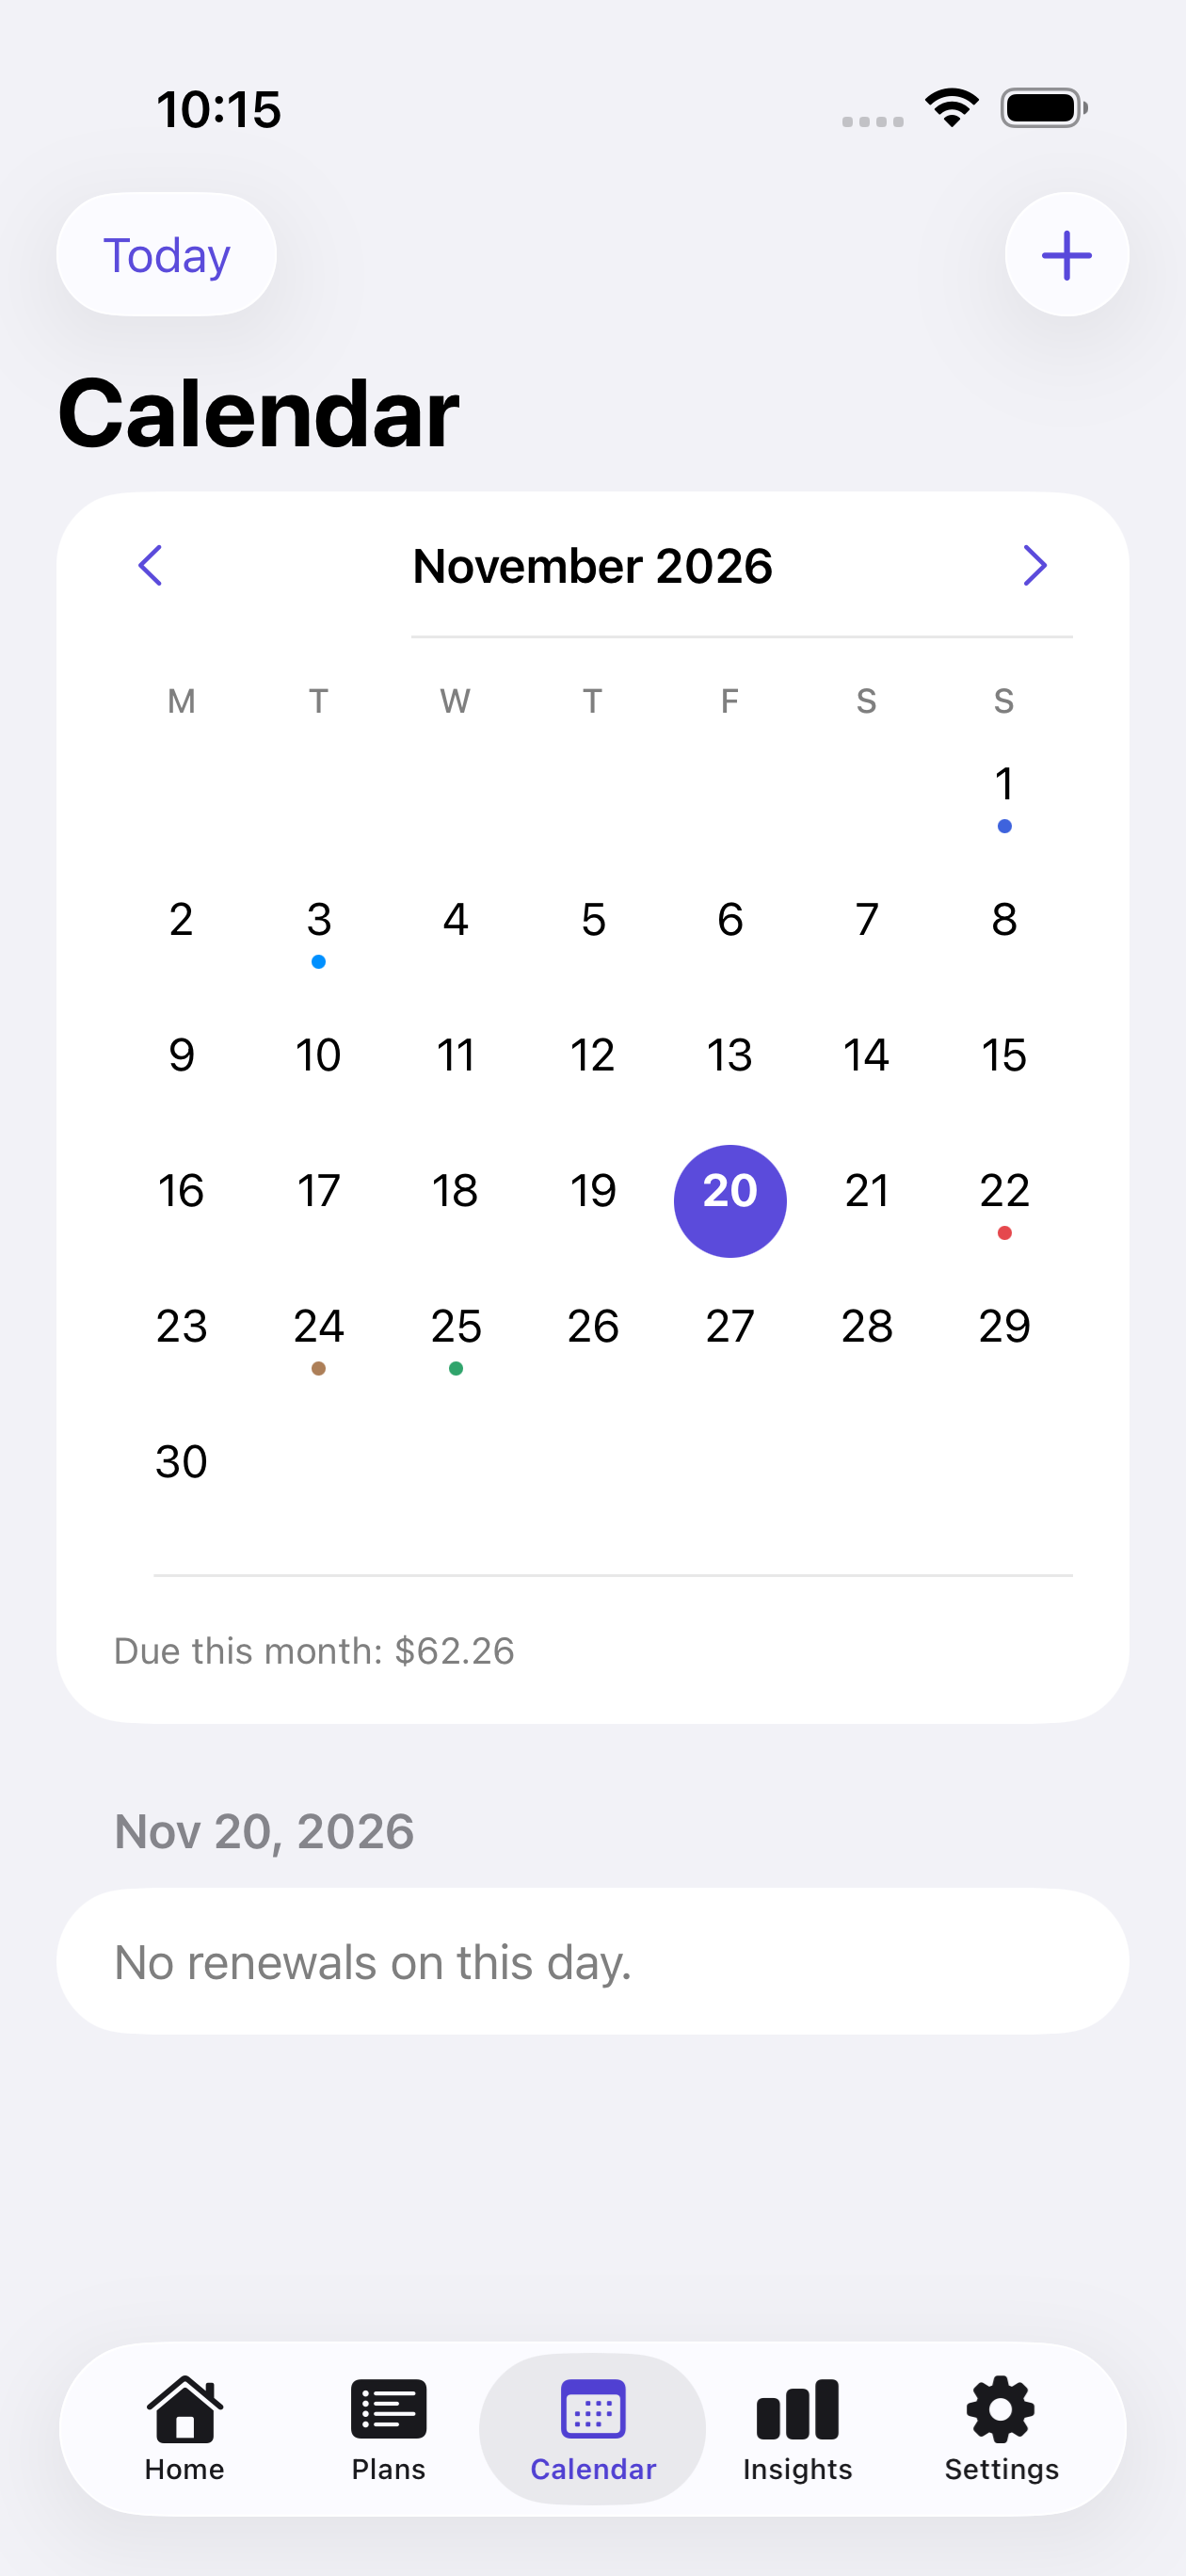 10:15
Today
Calendar
November 2026
M T W T F S S
1
2 3 4 5 6 7 8
9 10 11 12 13 14 15
16 17 18 19 20 21 22
23 24 25 26 27 28 29
30
Due this month: $62.26
Nov 20, 2026
No renewals on this day.
Home Plans Calendar Insights Settings